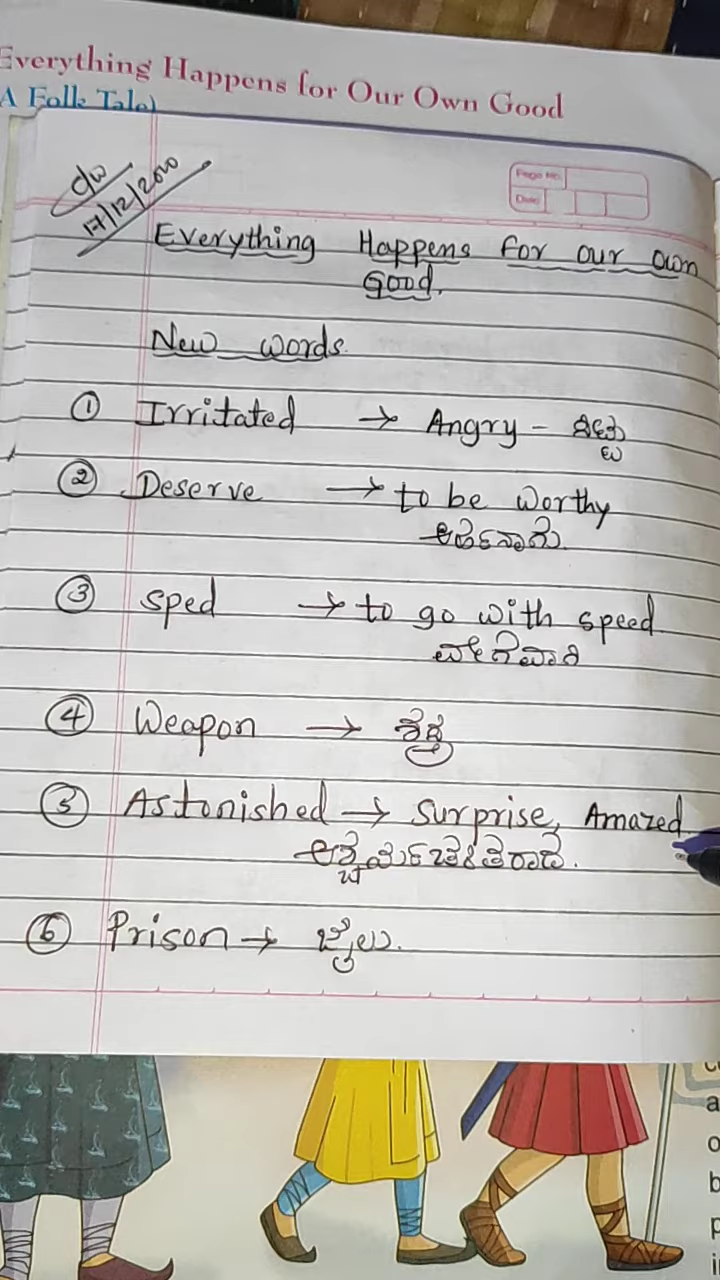 Everything Happens for Our Own Good
(A Folk Tale)
C/W
17/12/2020
Page No.
Date
Everything Happens for our own
Good.
New words.
① Irritated → Angry -
② Deserve → to be worthy
③ sped → to go with speed
ವೇಗವಾಗಿ
④ Weapon →
⑤ Astonished → surprise, Amazed
⑥ Prison → ಜೈಲು.